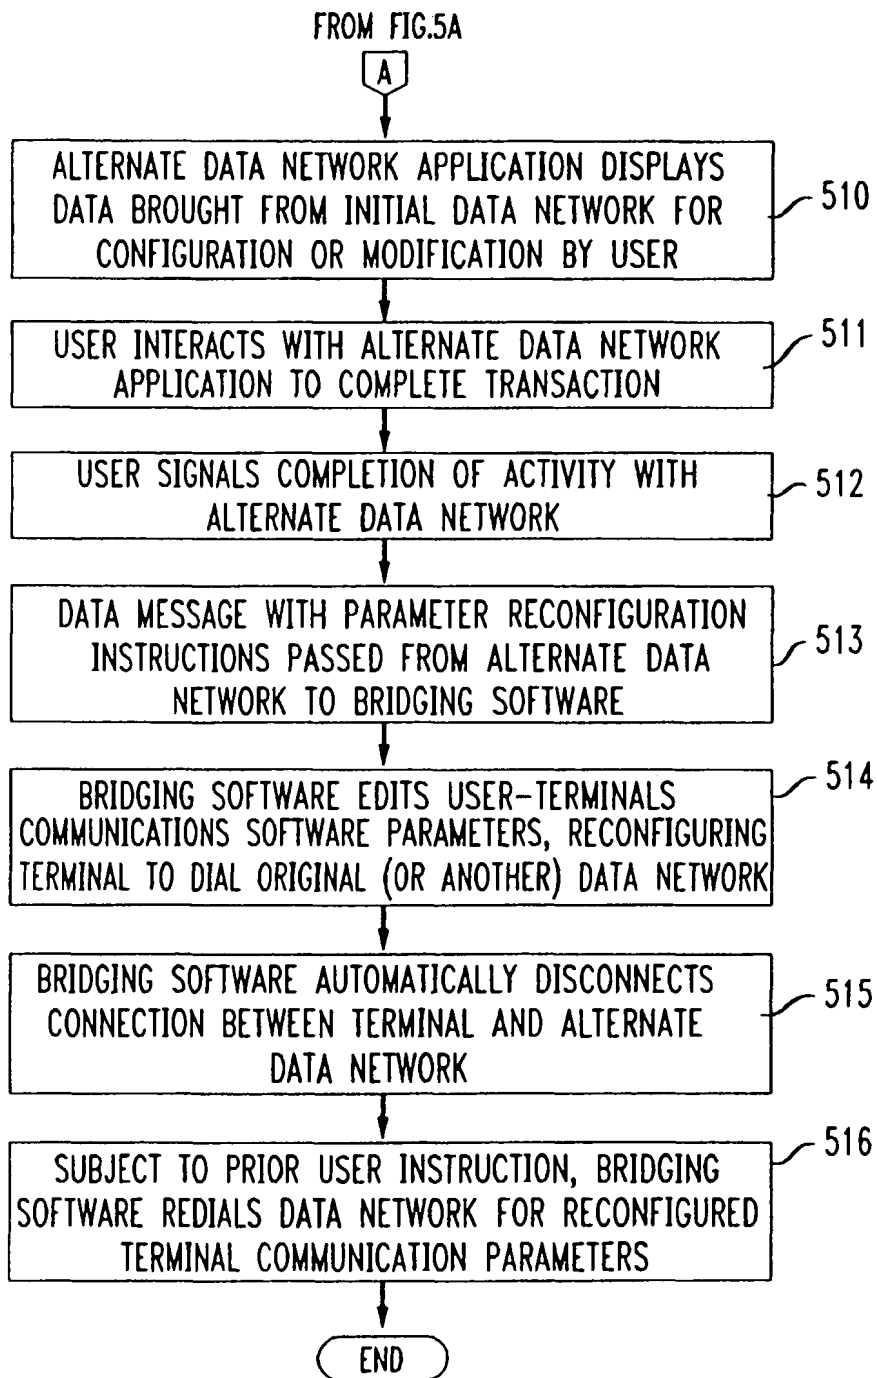 FROM FIG.5A
A
ALTERNATE DATA NETWORK APPLICATION DISPLAYS
DATA BROUGHT FROM INITIAL DATA NETWORK FOR
CONFIGURATION OR MODIFICATION BY USER
510
USER INTERACTS WITH ALTERNATE DATA NETWORK
APPLICATION TO COMPLETE TRANSACTION
511
USER SIGNALS COMPLETION OF ACTIVITY WITH
ALTERNATE DATA NETWORK
512
DATA MESSAGE WITH PARAMETER RECONFIGURATION
INSTRUCTIONS PASSED FROM ALTERNATE DATA
NETWORK TO BRIDGING SOFTWARE
513
BRIDGING SOFTWARE EDITS USER-TERMINALS
COMMUNICATIONS SOFTWARE PARAMETERS, RECONFIGURING
TERMINAL TO DIAL ORIGINAL (OR ANOTHER) DATA NETWORK
514
BRIDGING SOFTWARE AUTOMATICALLY DISCONNECTS
CONNECTION BETWEEN TERMINAL AND ALTERNATE
DATA NETWORK
515
SUBJECT TO PRIOR USER INSTRUCTION, BRIDGING
SOFTWARE REDIALS DATA NETWORK FOR RECONFIGURED
TERMINAL COMMUNICATION PARAMETERS
516
END